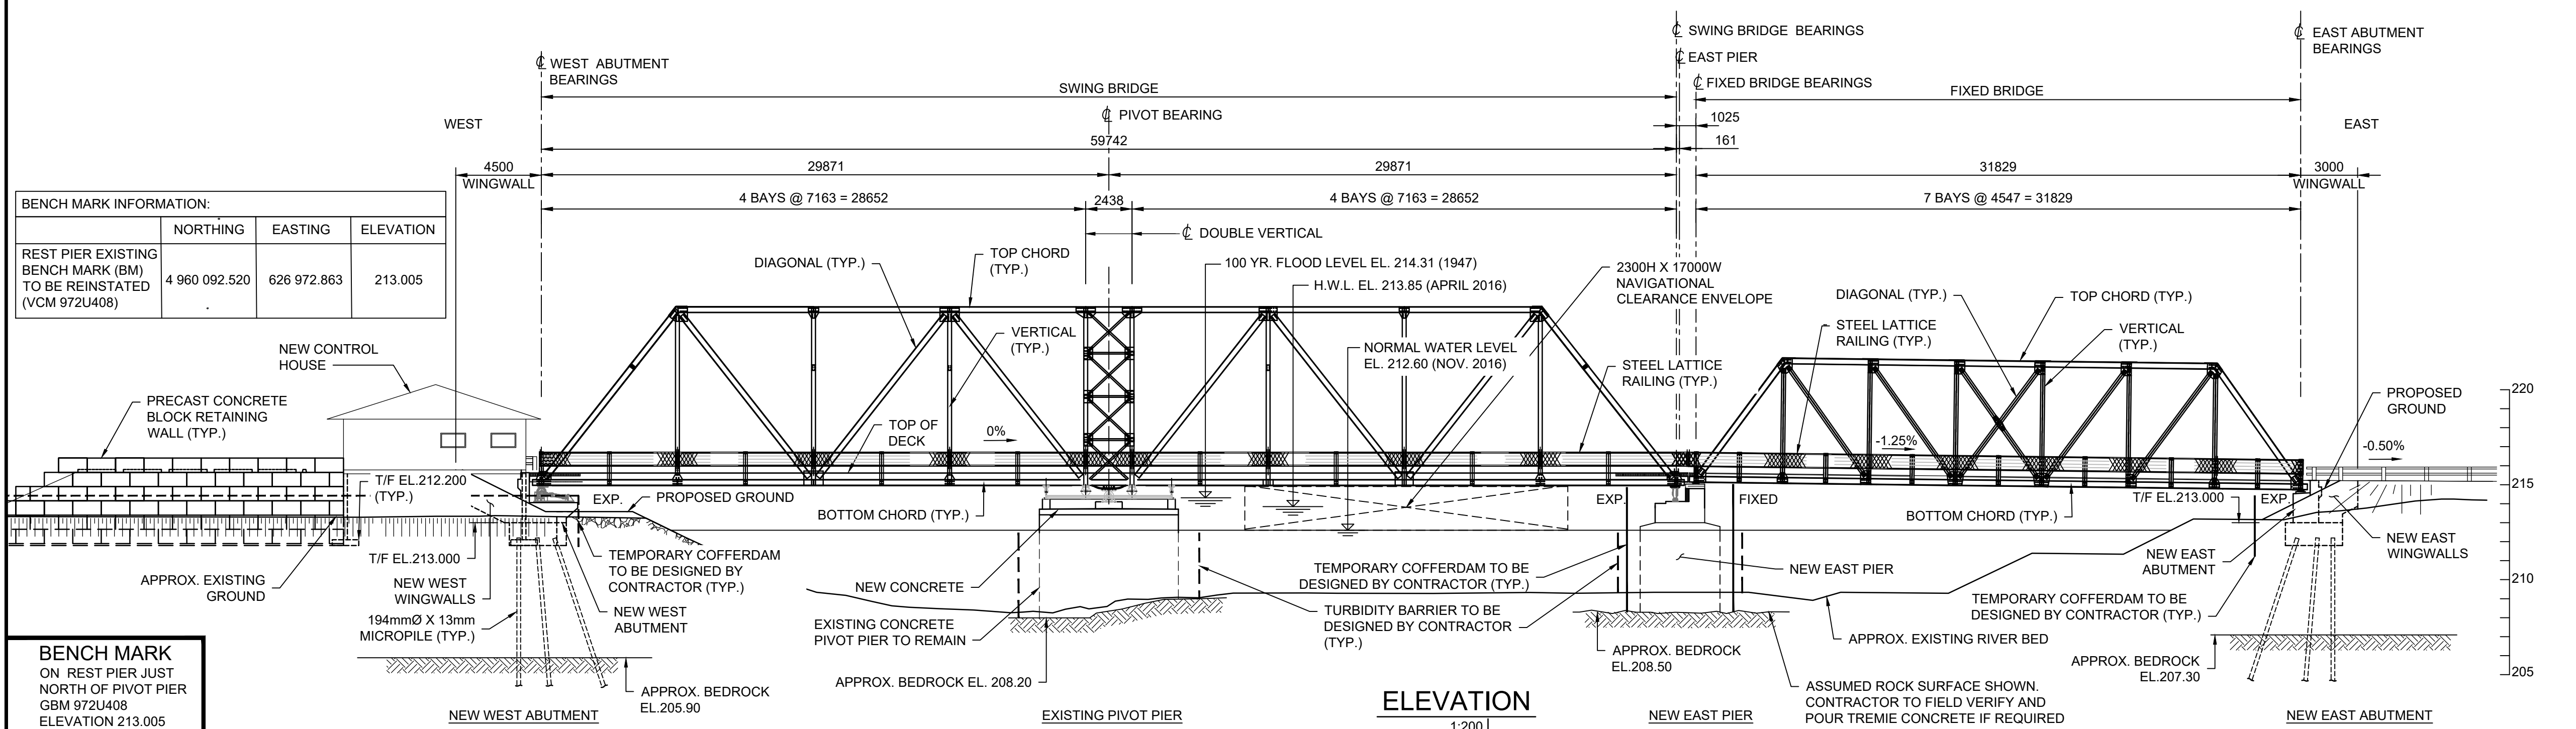 ℄ SWING BRIDGE BEARINGS
℄ EAST ABUTMENT
BEARINGS
℄ WEST ABUTMENT
BEARINGS
℄ EAST PIER
℄ FIXED BRIDGE BEARINGS
SWING BRIDGE
FIXED BRIDGE
℄ PIVOT BEARING
1025
WEST
EAST
59742
161
4500
WINGWALL
29871
29871
31829
3000
WINGWALL
4 BAYS @ 7163 = 28652
2438
4 BAYS @ 7163 = 28652
7 BAYS @ 4547 = 31829
BENCH MARK INFORMATION:
NORTHING EASTING ELEVATION
REST PIER EXISTING
BENCH MARK (BM)
TO BE REINSTATED
(VCM 972U408)
4 960 092.520 626 972.863 213.005
℄ DOUBLE VERTICAL
DIAGONAL (TYP.)
TOP CHORD
(TYP.)
100 YR. FLOOD LEVEL EL. 214.31 (1947)
H.W.L. EL. 213.85 (APRIL 2016)
2300H X 17000W
NAVIGATIONAL
CLEARANCE ENVELOPE
DIAGONAL (TYP.)
TOP CHORD (TYP.)
STEEL LATTICE
RAILING (TYP.)
VERTICAL
(TYP.)
VERTICAL
(TYP.)
NORMAL WATER LEVEL
EL. 212.60 (NOV. 2016)
STEEL LATTICE
RAILING (TYP.)
NEW CONTROL
HOUSE
PRECAST CONCRETE
BLOCK RETAINING
WALL (TYP.)
TOP OF
DECK
0%
-1.25%
PROPOSED
GROUND
-0.50%
220
215
210
205
T/F EL.212.200
(TYP.)
EXP.
PROPOSED GROUND
BOTTOM CHORD (TYP.)
EXP.
FIXED
BOTTOM CHORD (TYP.)
T/F EL.213.000
EXP.
T/F EL.213.000
APPROX. EXISTING
GROUND
NEW WEST
WINGWALLS
194mmØ X 13mm
MICROPILE (TYP.)
TEMPORARY COFFERDAM
TO BE DESIGNED BY
CONTRACTOR (TYP.)
NEW WEST
ABUTMENT
NEW CONCRETE
EXISTING CONCRETE
PIVOT PIER TO REMAIN
TEMPORARY COFFERDAM TO BE
DESIGNED BY CONTRACTOR (TYP.)
TURBIDITY BARRIER TO BE
DESIGNED BY CONTRACTOR
(TYP.)
NEW EAST PIER
NEW EAST
ABUTMENT
NEW EAST
WINGWALLS
TEMPORARY COFFERDAM TO BE
DESIGNED BY CONTRACTOR (TYP.)
APPROX. EXISTING RIVER BED
APPROX. BEDROCK
EL.208.50
APPROX. BEDROCK
EL.207.30
APPROX. BEDROCK EL. 208.20
APPROX. BEDROCK
EL.205.90
ASSUMED ROCK SURFACE SHOWN.
CONTRACTOR TO FIELD VERIFY AND
POUR TREMIE CONCRETE IF REQUIRED
BENCH MARK
ON REST PIER JUST
NORTH OF PIVOT PIER
GBM 972U408
ELEVATION 213.005
NEW WEST ABUTMENT
EXISTING PIVOT PIER
ELEVATION
1:200
NEW EAST PIER
NEW EAST ABUTMENT